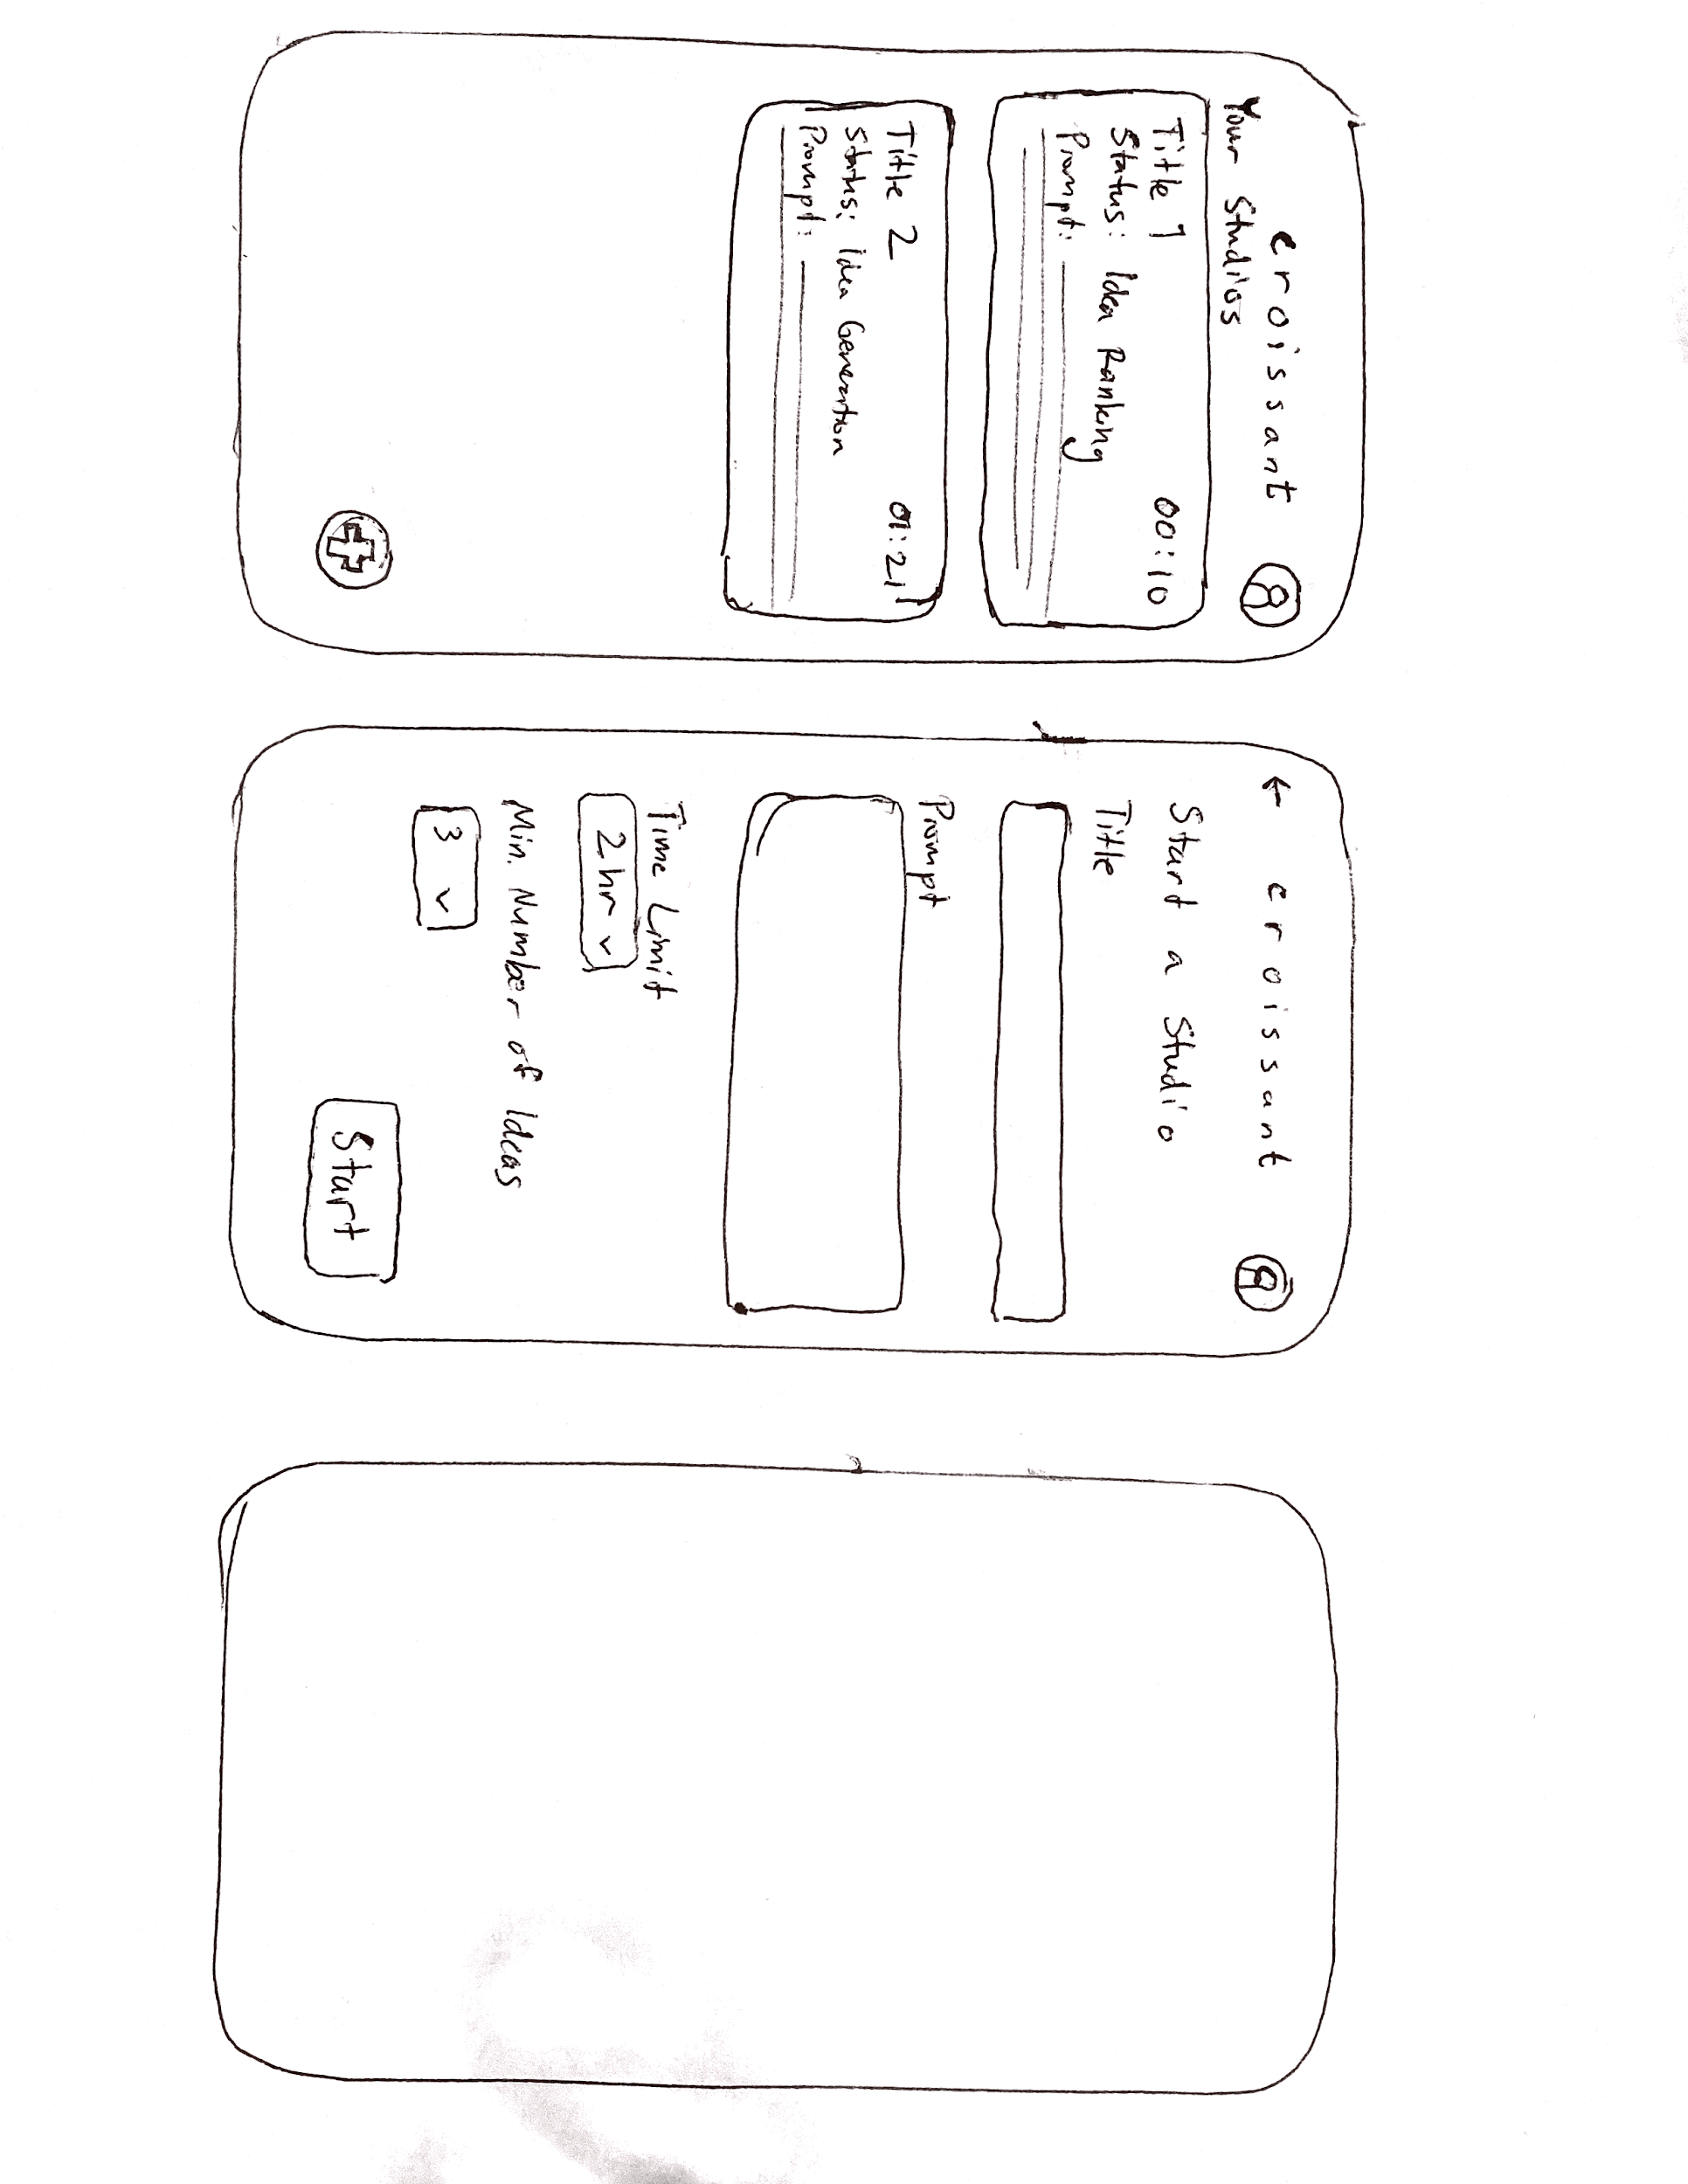 croissant
Your Studios
Title 1 00:10
Status: Idea Ranking
Prompt:
Title 2 01:21
Status: Idea Generation
Prompt:
← croissant
Start a Studio
Title
Prompt
Time Limit
2 hr
Min. Number of Ideas
3
Start